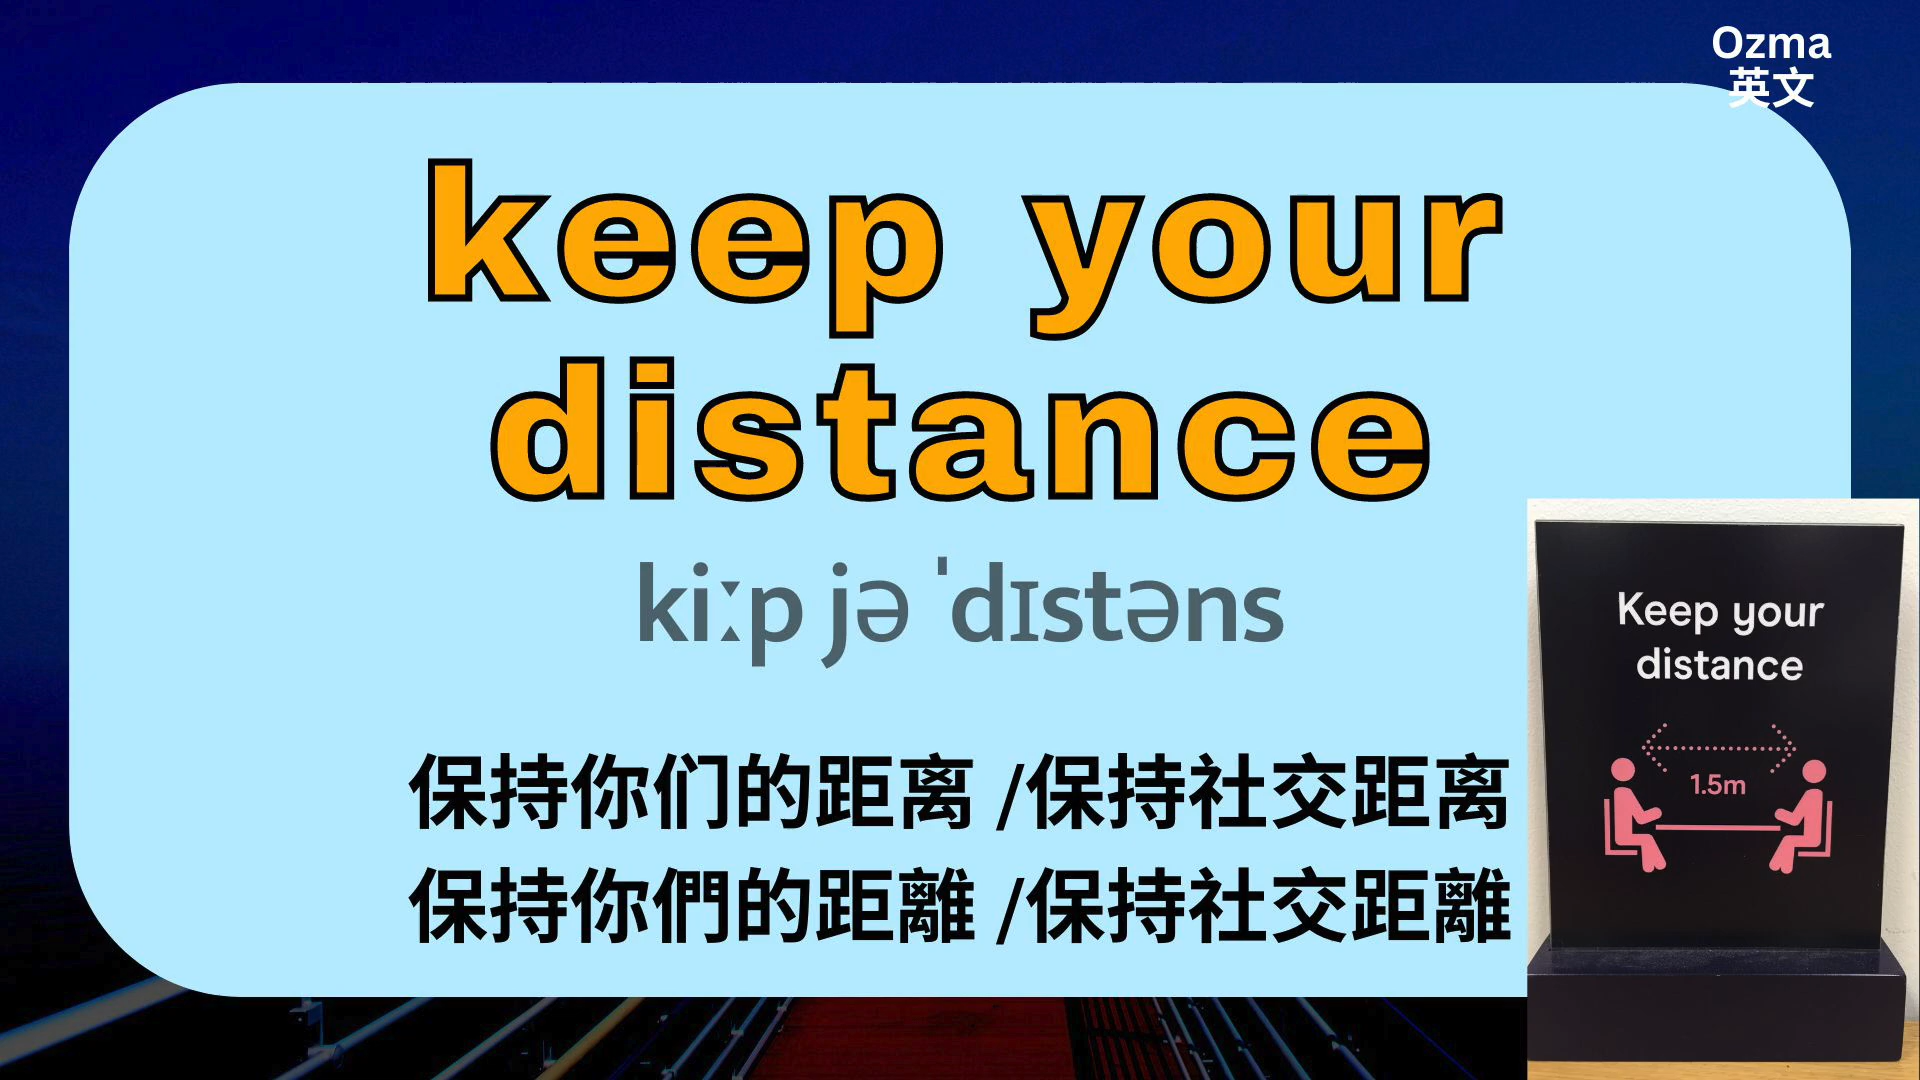 Ozma
英文
keep your
distance
kiːp jə ˈdɪstəns
保持你们的距离 /保持社交距离
保持你們的距離 /保持社交距離
Keep your
distance
1.5m